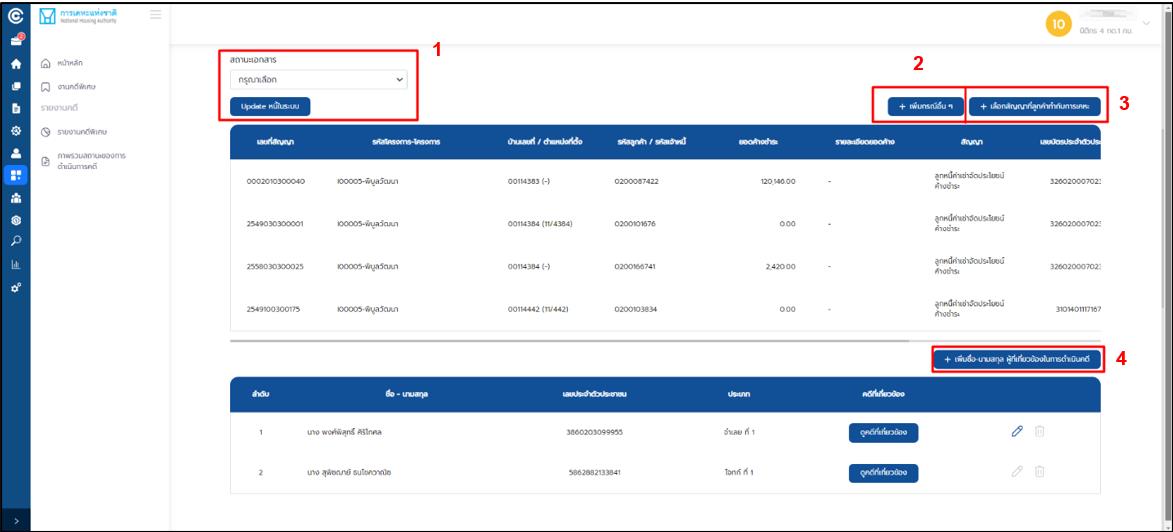 การเคหะแห่งชาติ
National Housing Authority
10
นิติกร 4 กด.1 กม.
2
หน้าหลัก
งานคดีพิเศษ
รายงานคดี
รายงานคดีพิเศษ
ภาพรวมสถานะของการ
ดำเนินการคดี
สถานะเอกสาร
1
กรุณาเลือก
Update หนี้ในระบบ
2
+ เพิ่มกรณีอื่น ๆ
+ เลือกสัญญาที่ลูกค้าทำกับการเคหะ
3
เลขที่สัญญา รหัสโครงการ-โครงการ บ้านเลขที่ / ตำแหน่งที่ตั้ง รหัสลูกค้า / รหัสเจ้าหนี้ ยอดค้างชำระ รายละเอียดยอดค้าง สัญญา เลขบัตรประจำตัวประ
0002010300040 I00005-พิบูลวัฒนา 00114383 (-) 0200087422 120,146.00 - ลูกหนี้ค่าเช่าจัดประโยชน์
ค้างชำระ 326020007023
2549030300001 I00005-พิบูลวัฒนา 00114384 (11/4384) 0200101676 0.00 - ลูกหนี้ค่าเช่าจัดประโยชน์
ค้างชำระ 326020007023
2558030300025 I00005-พิบูลวัฒนา 00114384 (-) 0200166741 2,420.00 - ลูกหนี้ค่าเช่าจัดประโยชน์
ค้างชำระ 326020007023
2549100300175 I00005-พิบูลวัฒนา 00114442 (11/442) 0200103834 0.00 - ลูกหนี้ค่าเช่าจัดประโยชน์
ค้างชำระ 3101401117167
+ เพิ่มชื่อ-นามสกุล ผู้ที่เกี่ยวข้องในการดำเนินคดี
4
ลำดับ ชื่อ - นามสกุล เลขประจำตัวประชาชน ประเภท คดีที่เกี่ยวข้อง
1 นาง พงศ์พิสุทธิ์ ศิริโกศล 3860203099955 จำเลย ที่ 1 ดูคดีที่เกี่ยวข้อง
2 นาง สุพิชฌาย์ ธนโชควาณิช 5862882133841 โจทก์ ที่ 1 ดูคดีที่เกี่ยวข้อง